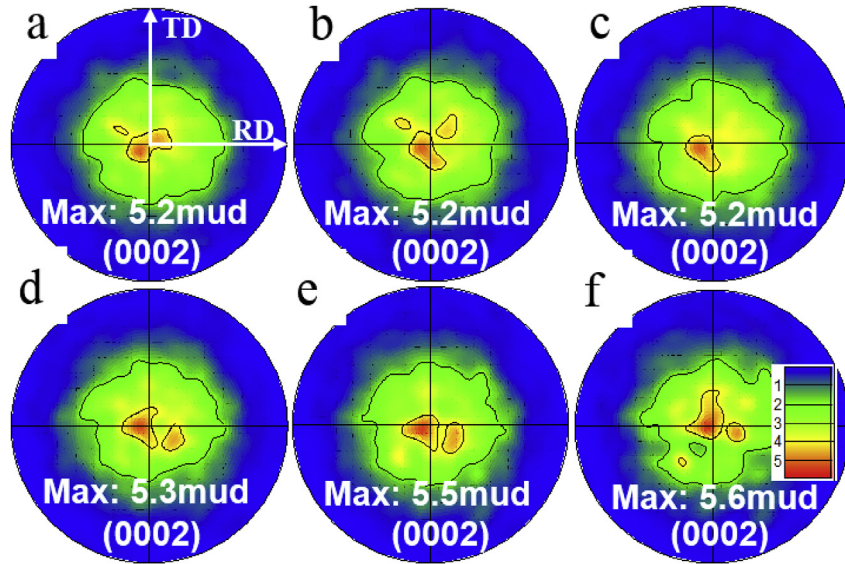 a
TD
RD
Max: 5.2mud
(0002)
b
Max: 5.2mud
(0002)
c
Max: 5.2mud
(0002)
d
Max: 5.3mud
(0002)
e
Max: 5.5mud
(0002)
f
1
2
3
4
5
Max: 5.6mud
(0002)